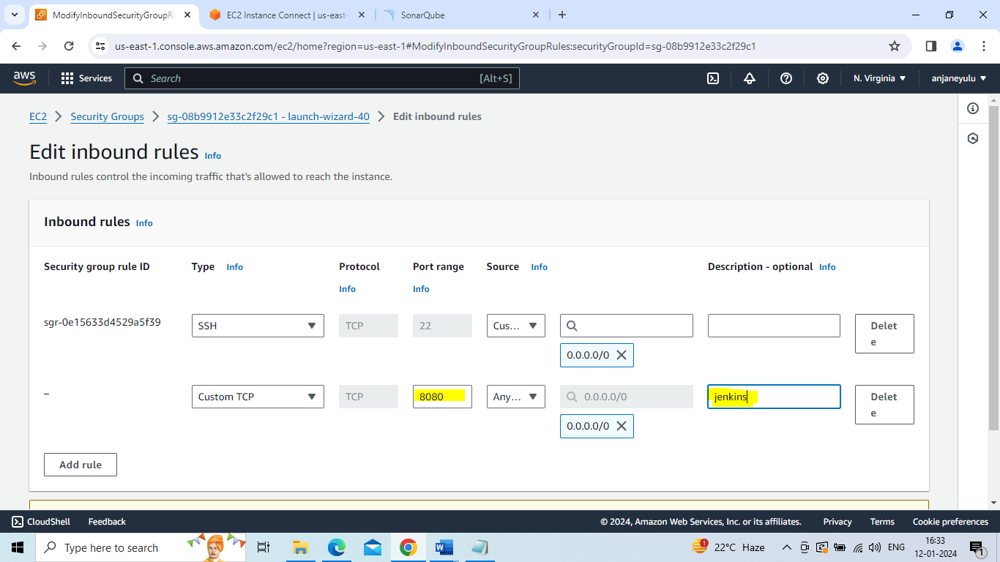 ModifyInboundSecurityGroupR
EC2 Instance Connect | us-east-
SonarQube
us-east-1.console.aws.amazon.com/ec2/home?region=us-east-1#ModifyInboundSecurityGroupRules:securityGroupId=sg-08b9912e33c2f29c1
aws
Services
Search
[Alt+S]
N. Virginia
anjaneyulu
EC2
Security Groups
sg-08b9912e33c2f29c1 - launch-wizard-40
Edit inbound rules
Edit inbound rules Info
Inbound rules control the incoming traffic that's allowed to reach the instance.
Inbound rules Info
Security group rule ID
Type Info
Protocol
Info
Port range
Info
Source Info
Description - optional Info
sgr-0e15633d4529a5f39
SSH
TCP
22
Cus...
0.0.0.0/0
Delet
e
–
Custom TCP
TCP
8080
Any...
0.0.0.0/0
0.0.0.0/0
jenkins
Delet
e
Add rule
CloudShell
Feedback
© 2024, Amazon Web Services, Inc. or its affiliates.
Privacy
Terms
Cookie preferences
Type here to search
1
22°C Haze
ENG
16:33
12-01-2024
1